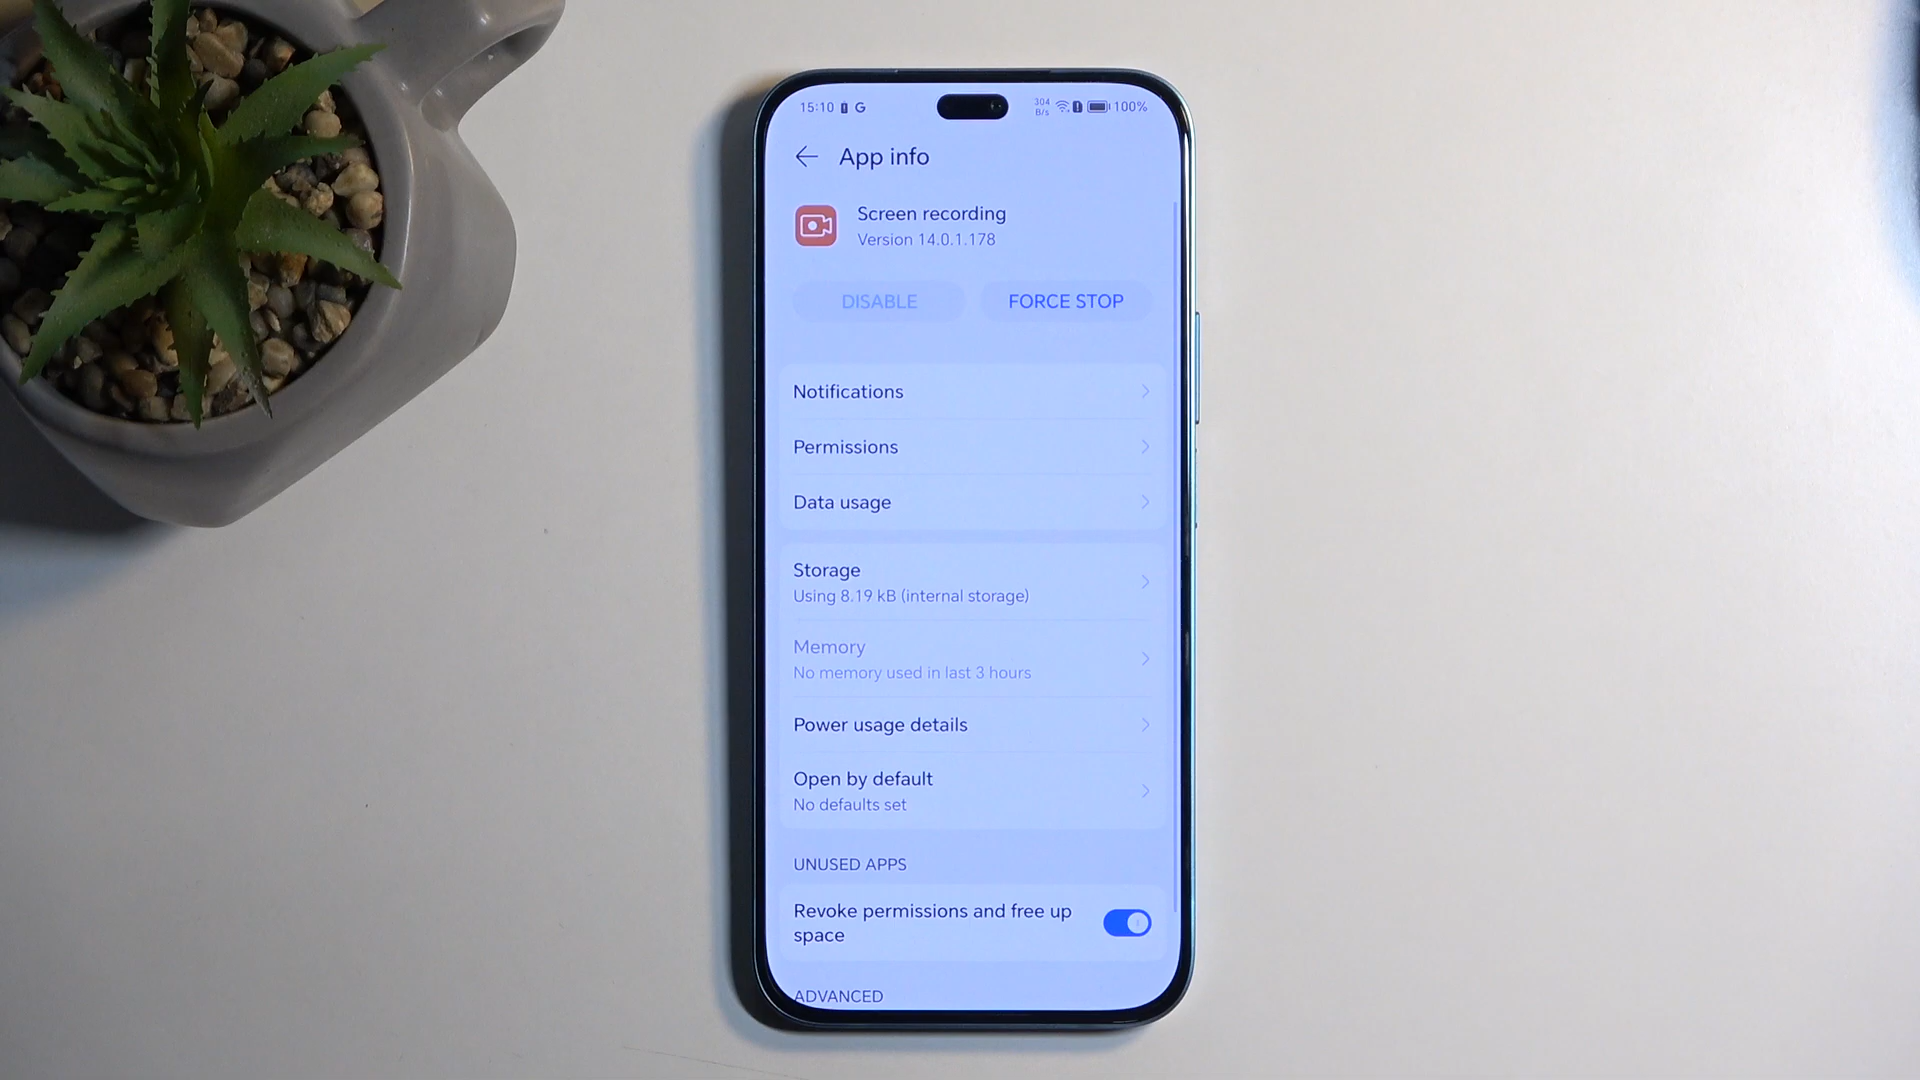 15:10 G 304 B/s 100%
App info
Screen recording
Version 14.0.1.178
DISABLE FORCE STOP
Notifications
Permissions
Data usage
Storage
Using 8.19 kB (internal storage)
Memory
No memory used in last 3 hours
Power usage details
Open by default
No defaults set
UNUSED APPS
Revoke permissions and free up
space
ADVANCED